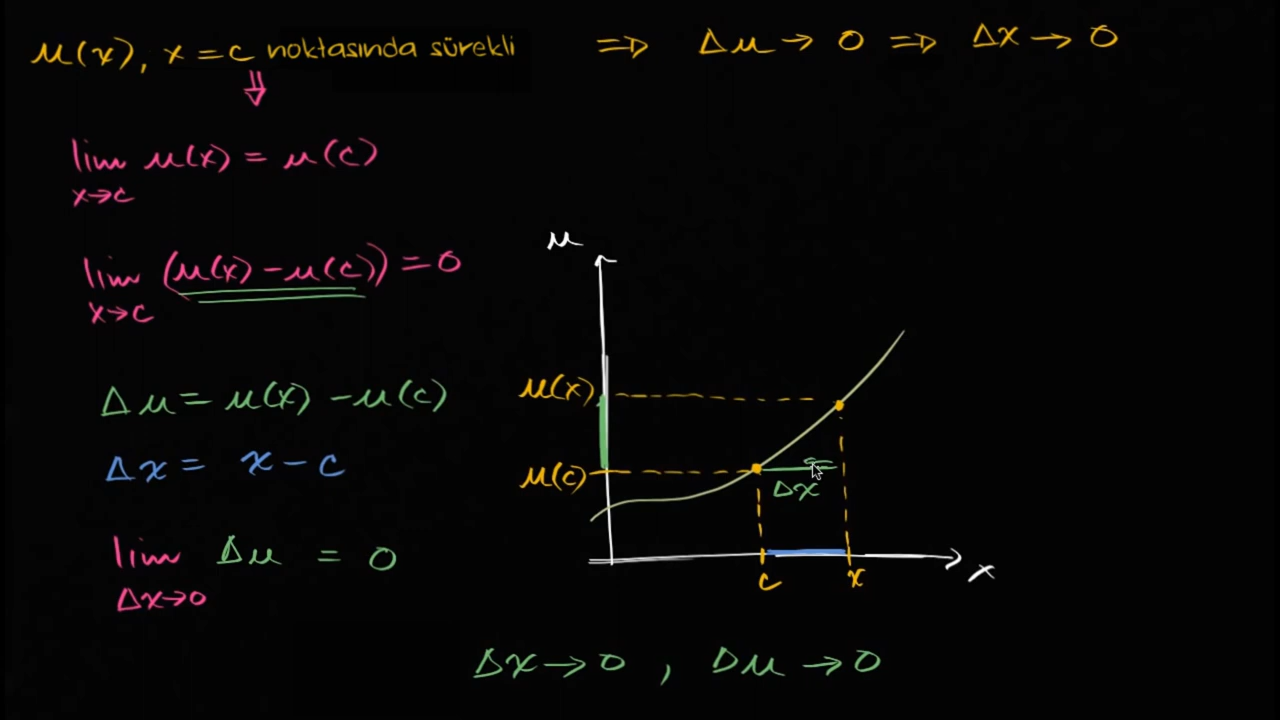 u(x), x = c noktasında sürekli ⇒ Δu → 0 ⇒ Δx → 0
⇓
lim u(x) = u(c)
x→c
lim (u(x) - u(c)) = 0
x→c
Δu = u(x) - u(c)
Δx = x - c
lim Δu = 0
Δx→0
u
u(x)
u(c)
Δx
c
x
x
Δx → 0 , Δu → 0